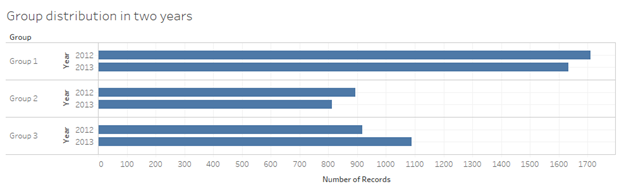 Group distribution in two years
Group
Group 1
Year
2012
2013
Group 2
Year
2012
2013
Group 3
Year
2012
2013
0 100 200 300 400 500 600 700 800 900 1000 1100 1200 1300 1400 1500 1600 1700
Number of Records